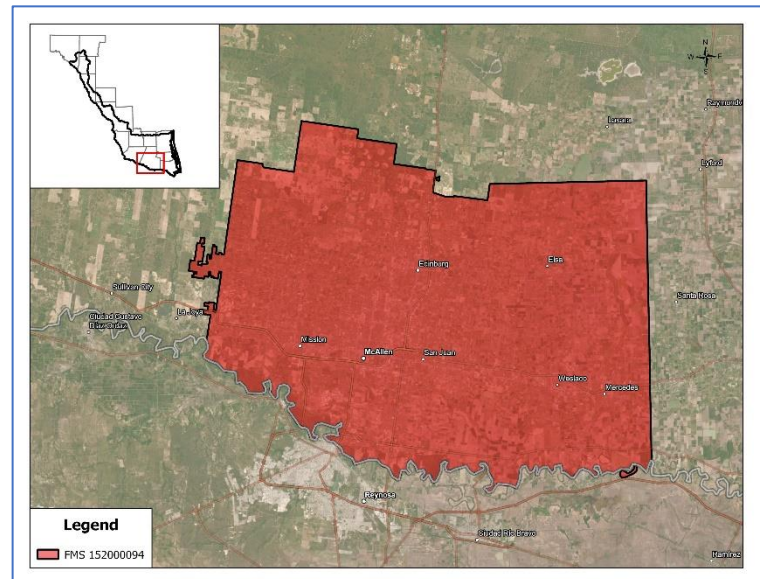 N
W E
S
Raymondv
Lasara
Lyford
Edinburg
Elsa
Sullivan City
Santa Rosa
La Joya
Ciudad Gustavo
Díaz Ordaz
Mission
McAllen
San Juan
Weslaco
Mercedes
Reynosa
Ciudad Río Bravo
Ramirez
Legend
FMS 152000094